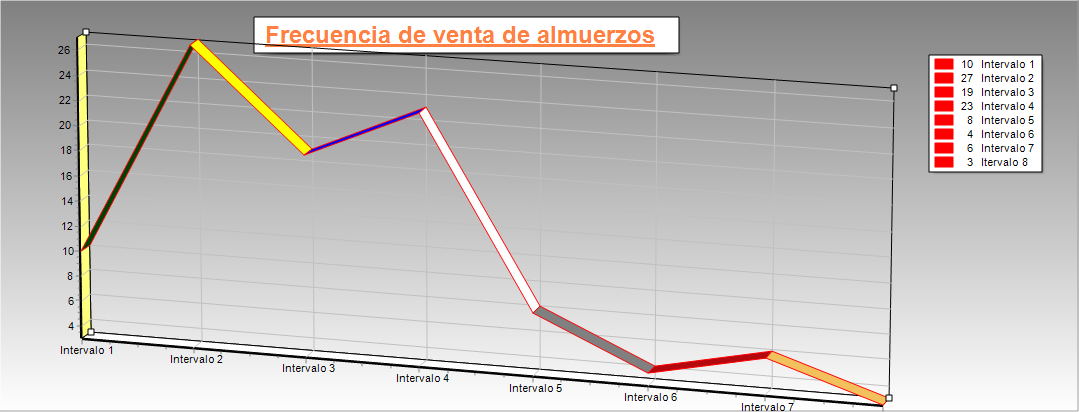 Frecuencia de venta de almuerzos
26
24
22
20
18
16
14
12
10
8
6
4
Intervalo 1
Intervalo 2
Intervalo 3
Intervalo 4
Intervalo 5
Intervalo 6
Intervalo 7
10 Intervalo 1
27 Intervalo 2
19 Intervalo 3
23 Intervalo 4
8 Intervalo 5
4 Intervalo 6
6 Intervalo 7
3 Itervalo 8